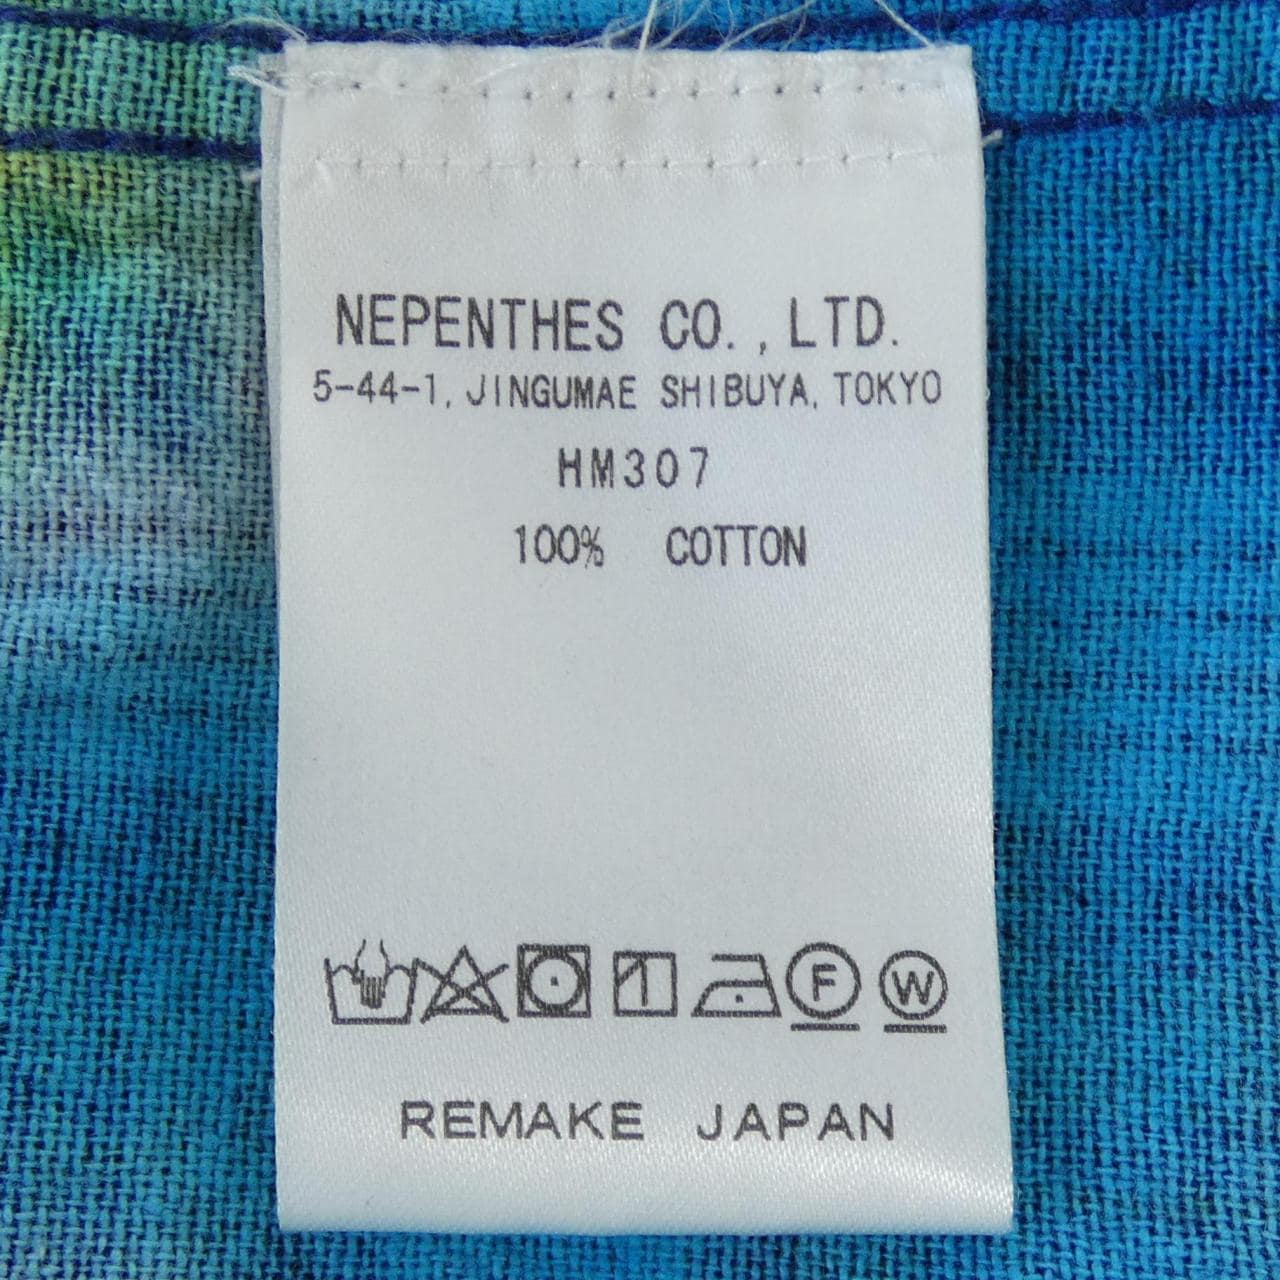 NEPENTHES CO., LTD.
5-44-1, JINGUMAE SHIBUYA, TOKYO
HM307
100% COTTON
F W
REMAKE JAPAN